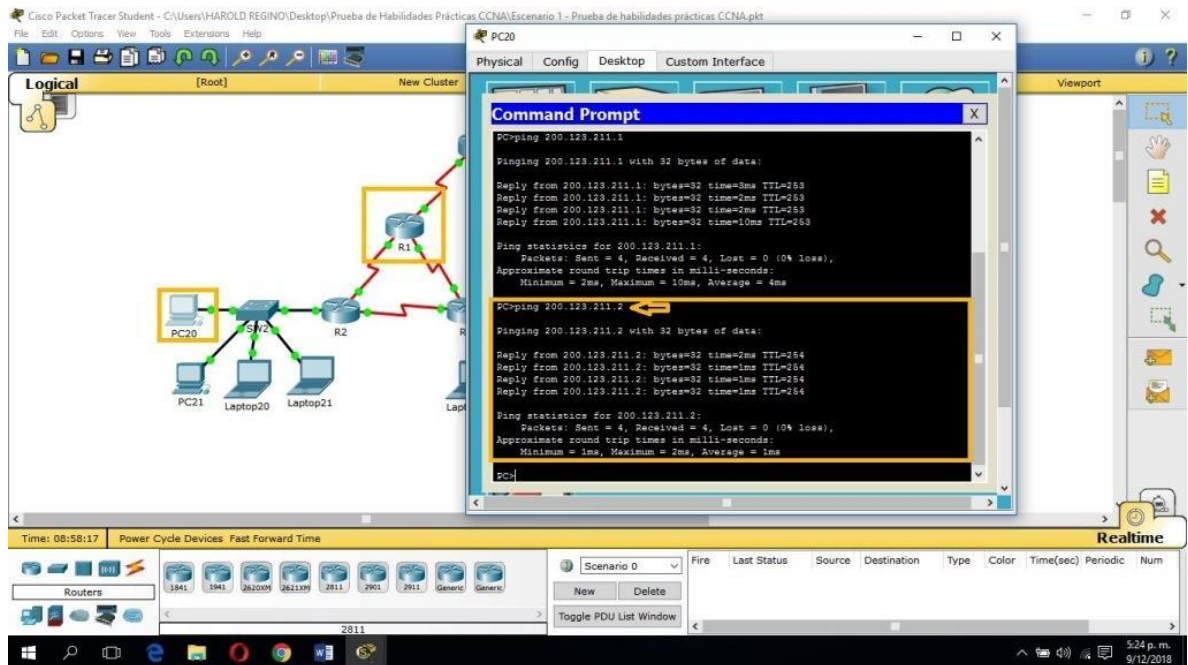 Cisco Packet Tracer Student - C:\Users\HAROLD REGINO\Desktop\Prueba de Habilidades Prácticas CCNA\Escenario 1 - Prueba de habilidades prácticas CCNA.pkt
File Edit Options View Tools Extensions Help
Logical [Root] New Cluster Viewport
PC20
Physical Config Desktop Custom Interface
Command Prompt X
PC>ping 200.123.211.1
Pinging 200.123.211.1 with 32 bytes of data:
Reply from 200.123.211.1: bytes=32 time=3ms TTL=253
Reply from 200.123.211.1: bytes=32 time=2ms TTL=253
Reply from 200.123.211.1: bytes=32 time=2ms TTL=253
Reply from 200.123.211.1: bytes=32 time=10ms TTL=253
Ping statistics for 200.123.211.1:
Packets: Sent = 4, Received = 4, Lost = 0 (0% loss),
Approximate round trip times in milli-seconds:
Minimum = 2ms, Maximum = 10ms, Average = 4ms
PC>ping 200.123.211.2
Pinging 200.123.211.2 with 32 bytes of data:
Reply from 200.123.211.2: bytes=32 time=2ms TTL=254
Reply from 200.123.211.2: bytes=32 time=1ms TTL=254
Reply from 200.123.211.2: bytes=32 time=1ms TTL=254
Reply from 200.123.211.2: bytes=32 time=1ms TTL=254
Ping statistics for 200.123.211.2:
Packets: Sent = 4, Received = 4, Lost = 0 (0% loss),
Approximate round trip times in milli-seconds:
Minimum = 1ms, Maximum = 2ms, Average = 1ms
PC>
R1
PC20 SW2 R2 R
PC21 Laptop20 Laptop21 Lapt
Time: 08:58:17 Power Cycle Devices Fast Forward Time Realtime
Routers
1841 1941 2620XM 2621XM 2811 2901 2911 Generic Generic
2811
Scenario 0
New Delete
Toggle PDU List Window
Fire Last Status Source Destination Type Color Time(sec) Periodic Num
5:24 p. m.
9/12/2018